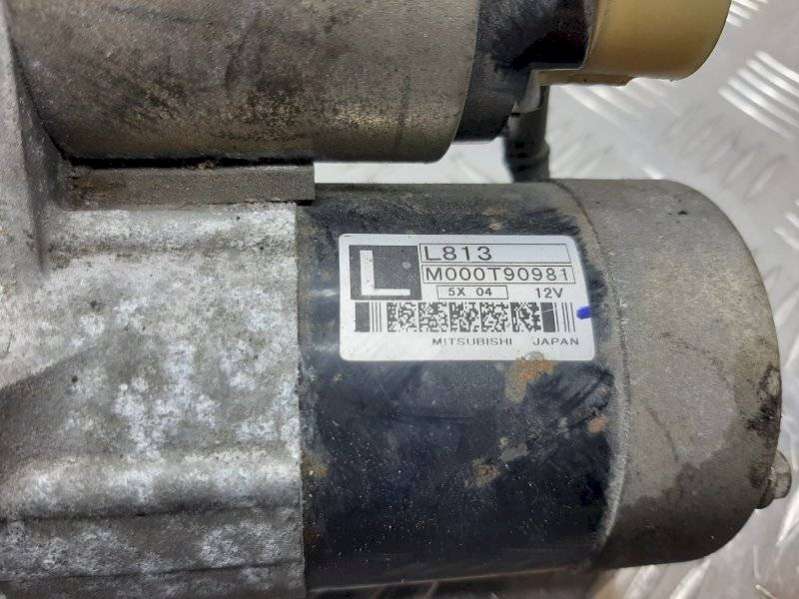 L
L813
M000T90981
5X 04 12V
MITSUBISHI JAPAN